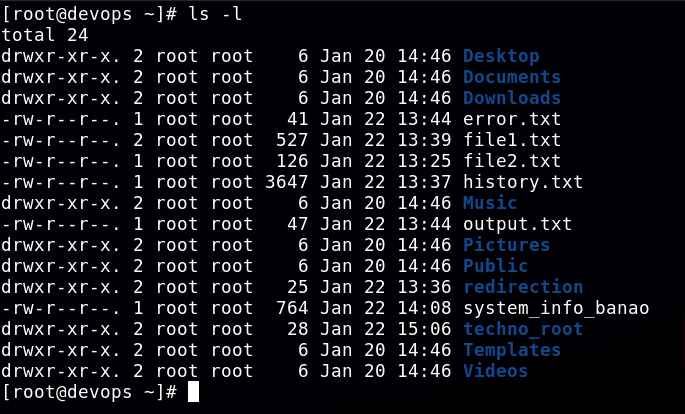 [root@devops ~]# ls -l
total 24
drwxr-xr-x. 2 root root    6 Jan 20 14:46 Desktop
drwxr-xr-x. 2 root root    6 Jan 20 14:46 Documents
drwxr-xr-x. 2 root root    6 Jan 20 14:46 Downloads
-rw-r--r--. 1 root root   41 Jan 22 13:44 error.txt
-rw-r--r--. 2 root root  527 Jan 22 13:39 file1.txt
-rw-r--r--. 1 root root  126 Jan 22 13:25 file2.txt
-rw-r--r--. 1 root root 3647 Jan 22 13:37 history.txt
drwxr-xr-x. 2 root root    6 Jan 20 14:46 Music
-rw-r--r--. 1 root root   47 Jan 22 13:44 output.txt
drwxr-xr-x. 2 root root    6 Jan 20 14:46 Pictures
drwxr-xr-x. 2 root root    6 Jan 20 14:46 Public
drwxr-xr-x. 2 root root   25 Jan 22 13:36 redirection
-rw-r--r--. 1 root root  764 Jan 22 14:08 system_info_banao
drwxr-xr-x. 2 root root   28 Jan 22 15:06 techno_root
drwxr-xr-x. 2 root root    6 Jan 20 14:46 Templates
drwxr-xr-x. 2 root root    6 Jan 20 14:46 Videos
[root@devops ~]#